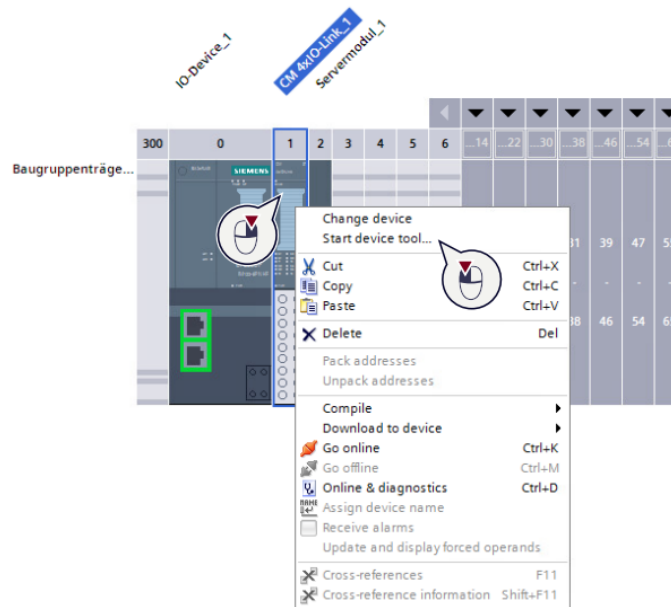 IO-Device_1
CM 4xIO-Link_1
Servermodul_1
300 0 1 2 3 4 5 6 ...14 ...22 ...30 ...38 ...46 ...54
Baugruppenträge...
SIEMENS
Change device
Start device tool...
31 39 47
Cut Ctrl+X
Copy Ctrl+C
Paste Ctrl+V
38 46 54
Delete Del
Pack addresses
Unpack addresses
Compile
Download to device
Go online Ctrl+K
Go offline Ctrl+M
Online & diagnostics Ctrl+D
Assign device name
Receive alarms
Update and display forced operands
Cross-references F11
Cross-reference information Shift+F11